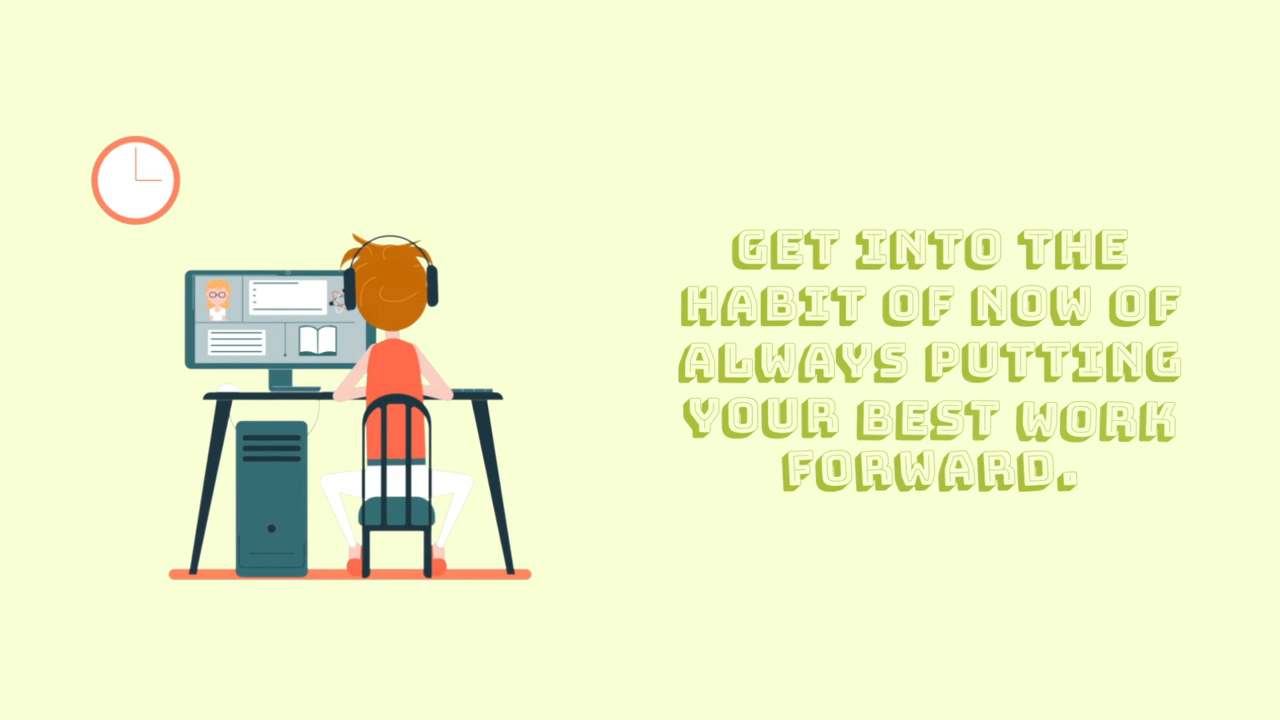 GET INTO THE
HABIT OF NOW OF
ALWAYS PUTTING
YOUR BEST WORK
FORWARD.